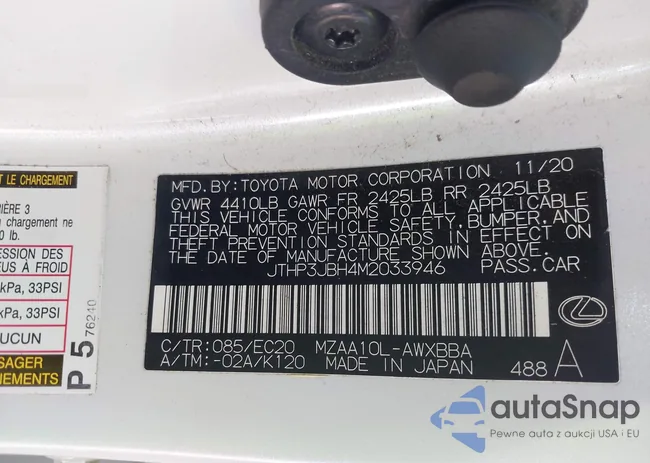 MFD.BY:TOYOTA MOTOR CORPORATION 11/20
GVWR 4410LB GAWR FR 2425LB RR 2425LB
THIS VEHICLE CONFORMS TO ALL APPLICABLE
FEDERAL MOTOR VEHICLE SAFETY,BUMPER,AND
THEFT PREVENTION STANDARDS IN EFFECT ON
THE DATE OF MANUFACTURE SHOWN ABOVE.
JTHP3JBH4M2033946 PASS.CAR
C/TR:085/EC20 MZAA10L-AWXBBA
A/TM:-02A/K120 MADE IN JAPAN 488 A
LE CHARGEMENT
IÈRE 3
chargement ne
0 lb.
ESSION DES
EUS À FROID
kPa, 33PSI
kPa, 33PSI
UCUN
SAGER
NEMENTS
P 5 76240
autaSnap
Pewne auta z aukcji USA i EU